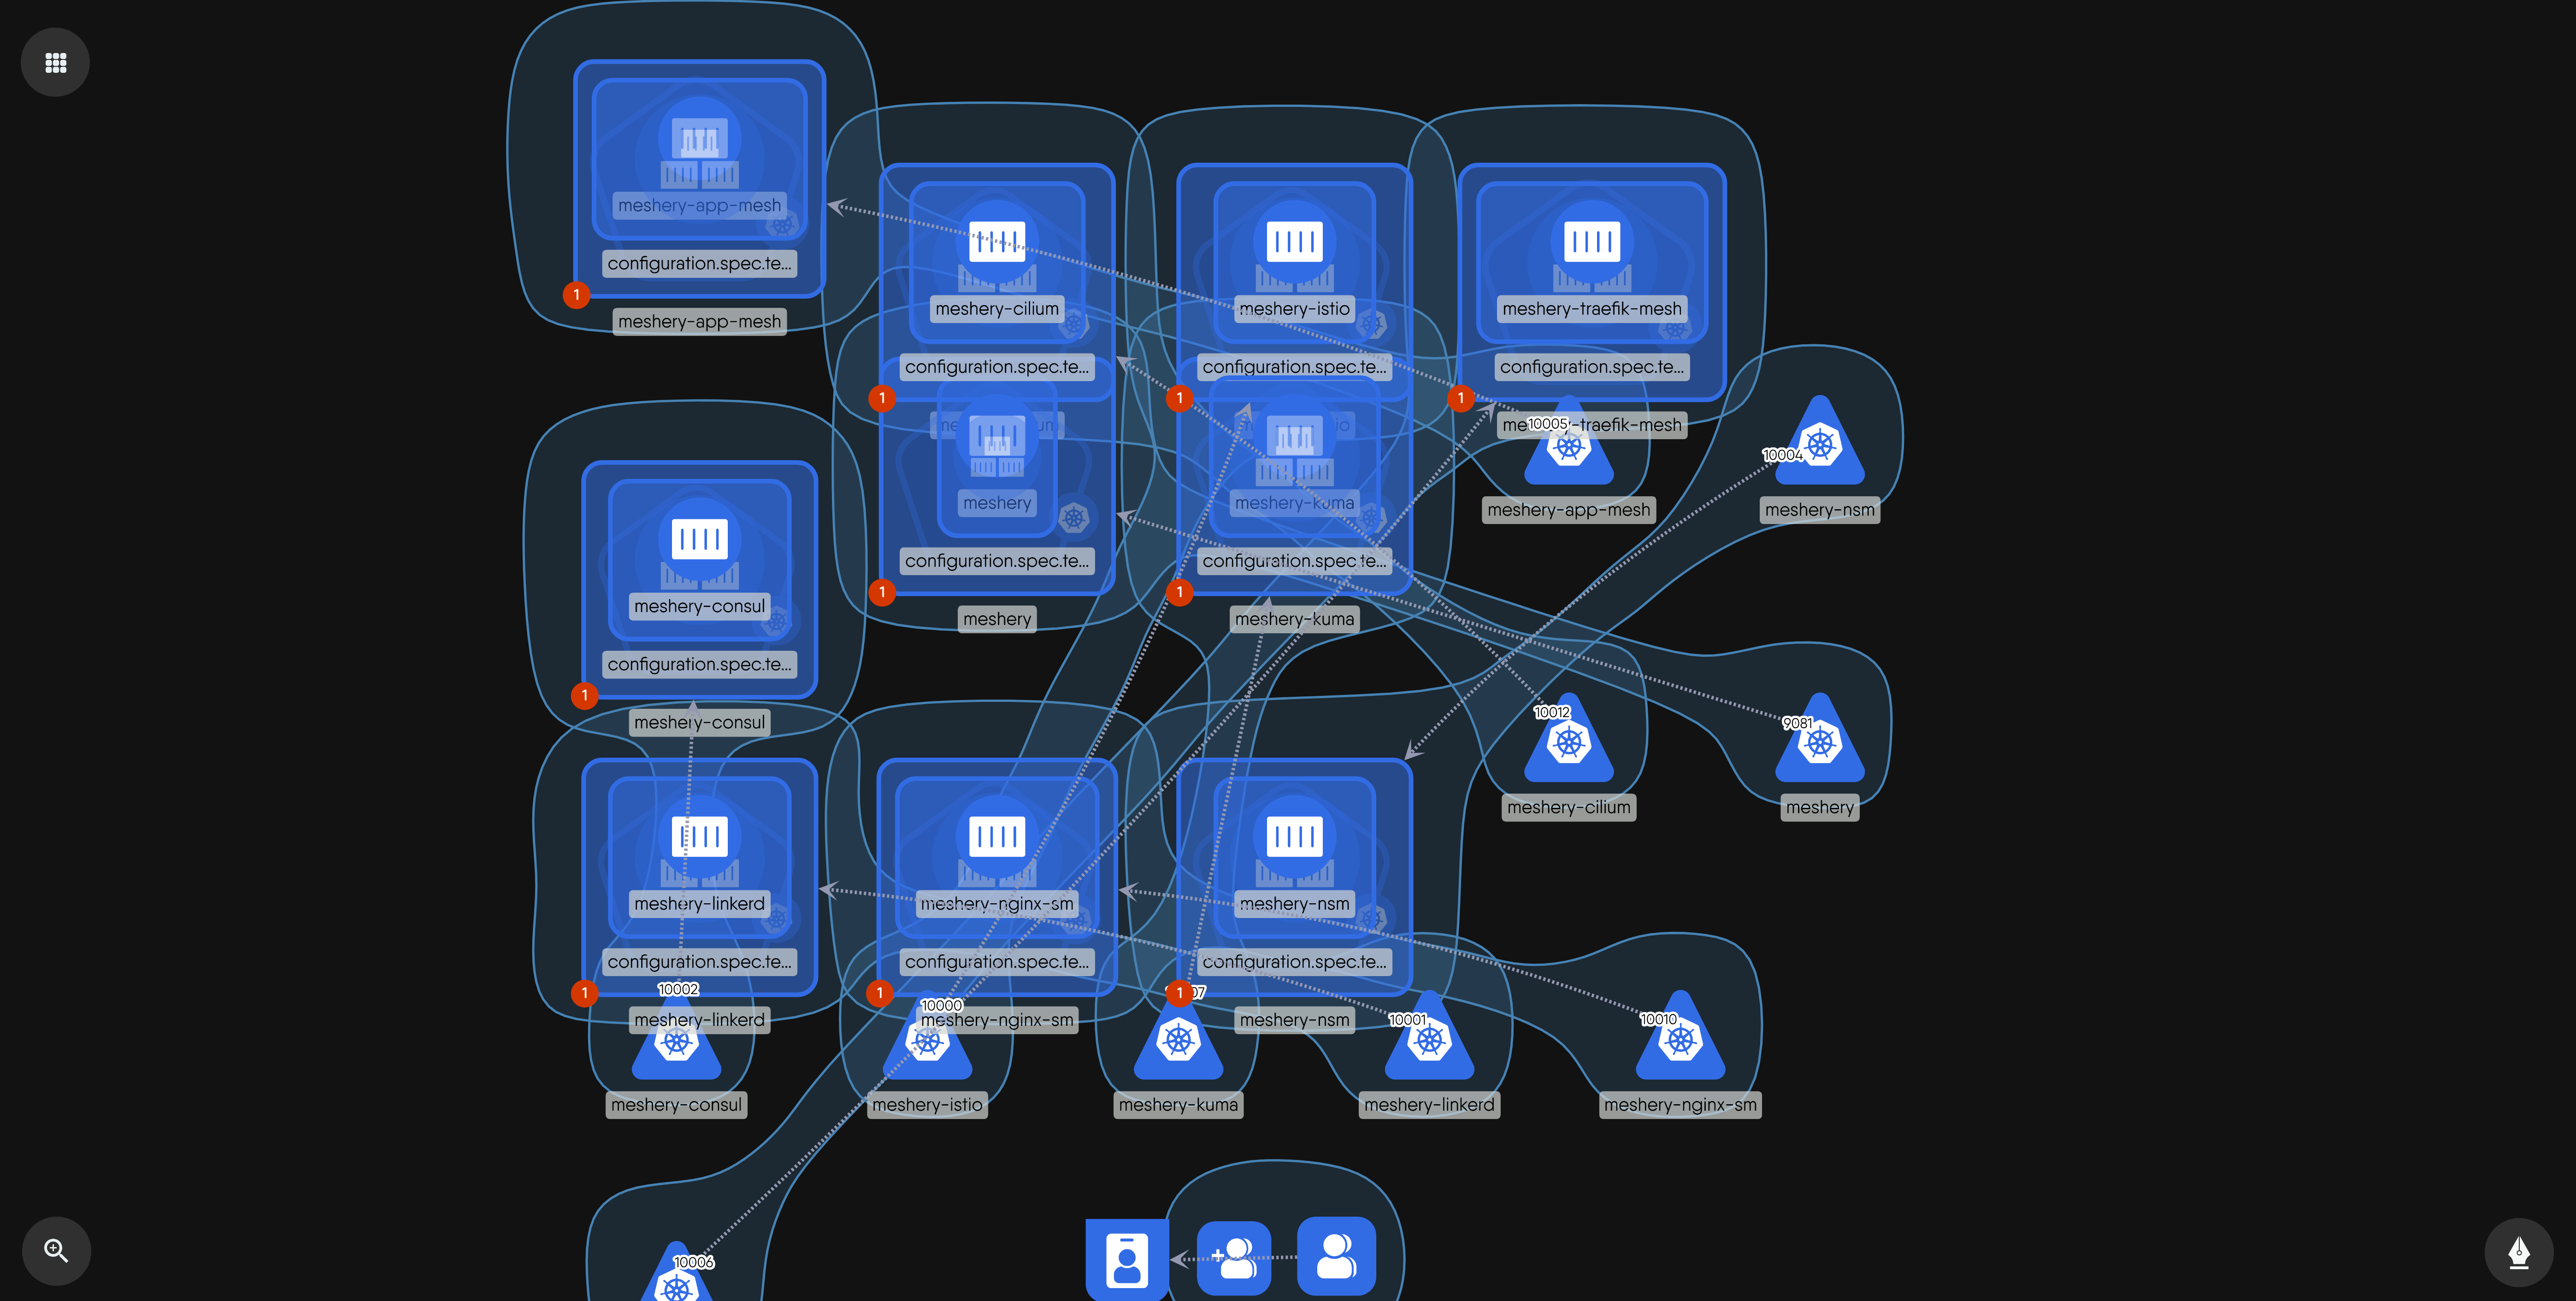 meshery-app-mesh
configuration.spec.te...
1
meshery-app-mesh
meshery-cilium
configuration.spec.te...
1
meshery-istio
configuration.spec.te...
1
meshery-traefik-mesh
configuration.spec.te...
1
-traefik-mesh
10005
meshery-app-mesh
10004
meshery-nsm
meshery
configuration.spec.te...
1
meshery
meshery-kuma
configuration.spec.te...
1
meshery-kuma
meshery-consul
configuration.spec.te...
1
meshery-consul
10012
meshery-cilium
9081
meshery
meshery-linkerd
configuration.spec.te...
1
meshery-linkerd
meshery-nginx-sm
configuration.spec.te...
1
meshery-nginx-sm
meshery-nsm
configuration.spec.te...
1
meshery-nsm
10002
meshery-consul
10000
meshery-istio
07
meshery-kuma
10001
meshery-linkerd
10010
meshery-nginx-sm
10006